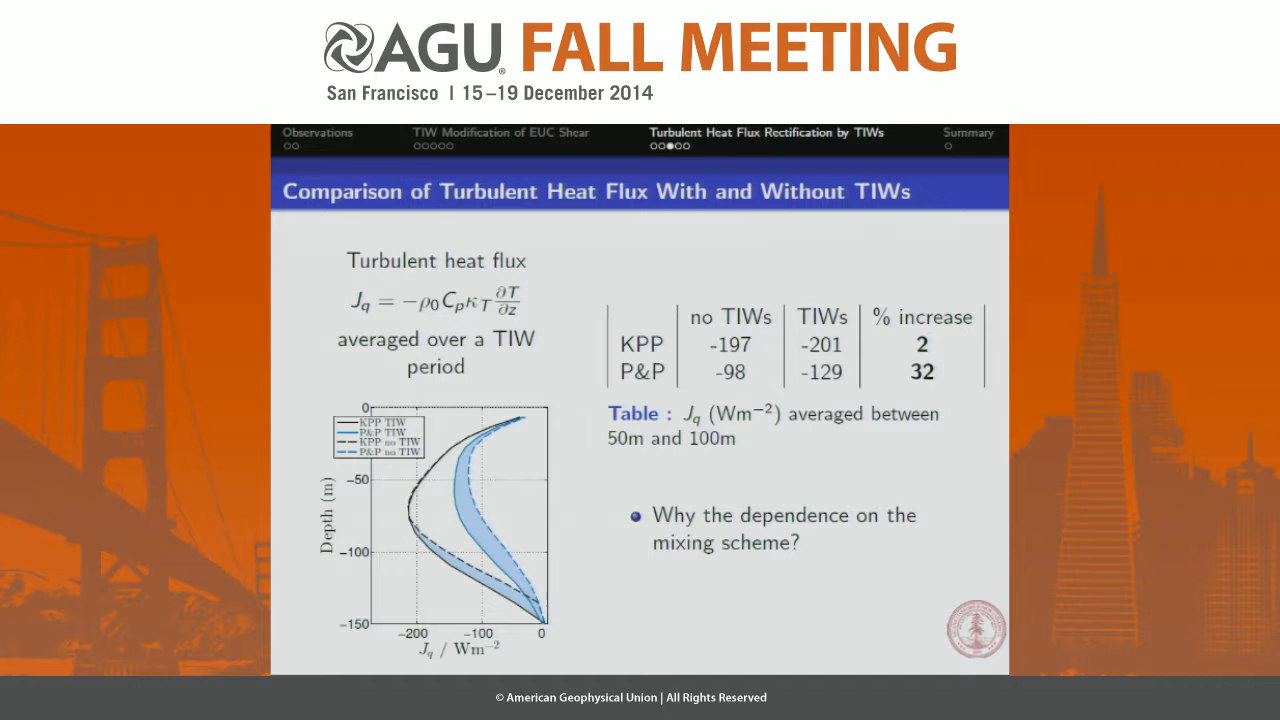 AGU FALL MEETING
San Francisco | 15–19 December 2014
Observations
TIW Modification of EUC Shear
Turbulent Heat Flux Rectification by TIWs
Summary
Comparison of Turbulent Heat Flux With and Without TIWs
Turbulent heat flux
J_q = −ρ₀C_pκ_T ∂T/∂z
averaged over a TIW
period
no TIWs TIWs % increase
KPP -197 -201 2
P&P -98 -129 32
Table : J_q (Wm⁻²) averaged between
50m and 100m
Why the dependence on the
mixing scheme?
0
KPP TIW
P&P TIW
KPP no TIW
P&P no TIW
−50
Depth (m)
−100
−150
−200 −100 0
J_q / Wm⁻²
© American Geophysical Union | All Rights Reserved